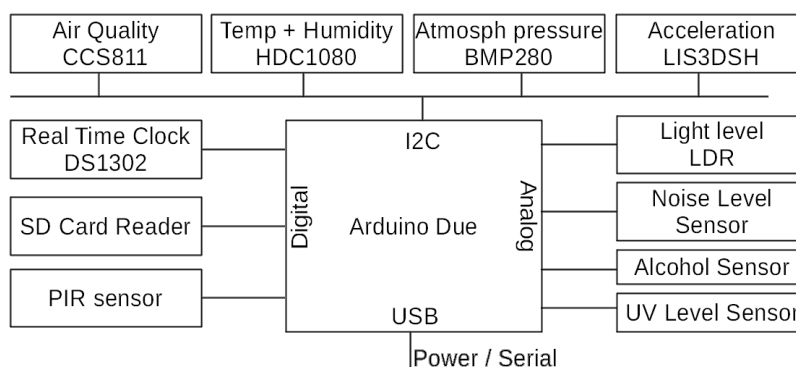 Air Quality
CCS811
Temp + Humidity
HDC1080
Atmosph pressure
BMP280
Acceleration
LIS3DSH
Real Time Clock
DS1302
SD Card Reader
PIR sensor
I2C
Digital
Arduino Due
Analog
USB
Power / Serial
Light level
LDR
Noise Level
Sensor
Alcohol Sensor
UV Level Sensor